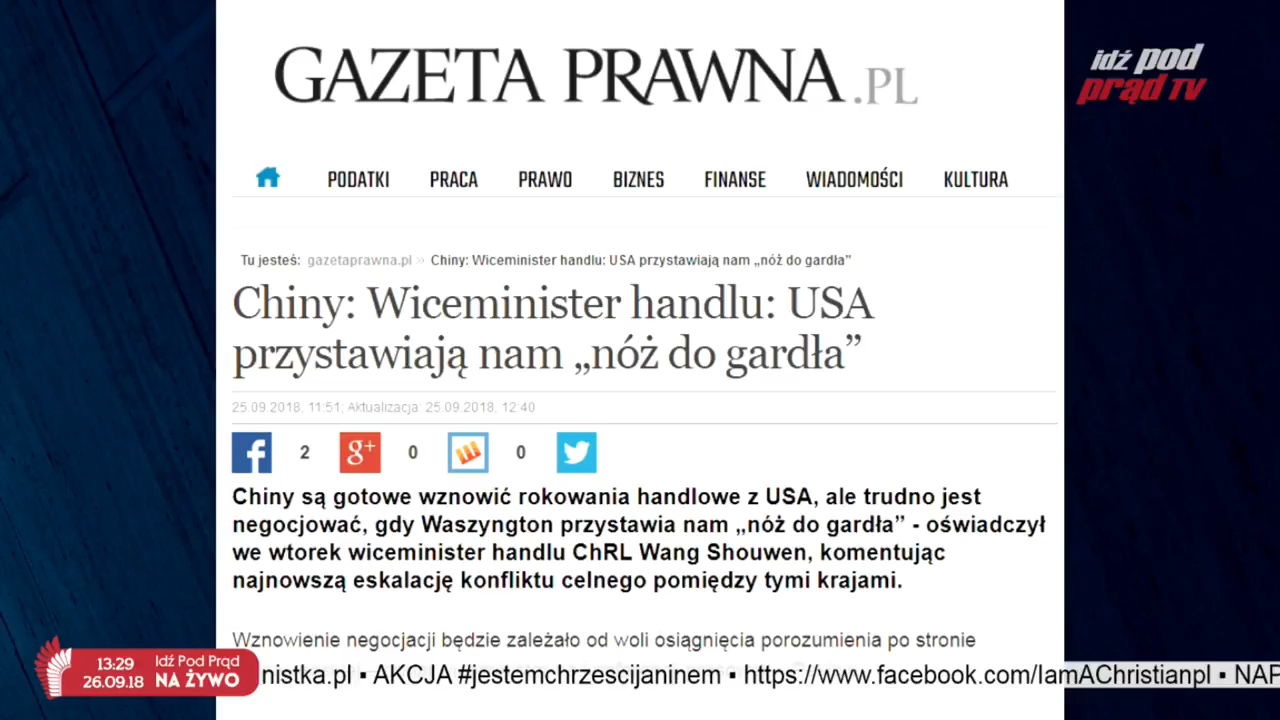 GAZETA PRAWNA.PL
idź pod
prąd TV
PODATKI PRACA PRAWO BIZNES FINANSE WIADOMOŚCI KULTURA
Tu jesteś: gazetaprawna.pl » Chiny: Wiceminister handlu: USA przystawiają nam „nóż do gardła”
Chiny: Wiceminister handlu: USA
przystawiają nam „nóż do gardła”
25.09.2018, 11:51; Aktualizacja: 25.09.2018, 12:40
2 g+ 0 0
Chiny są gotowe wznowić rokowania handlowe z USA, ale trudno jest
negocjować, gdy Waszyngton przystawia nam „nóż do gardła” - oświadczył
we wtorek wiceminister handlu ChRL Wang Shouwen, komentując
najnowszą eskalację konfliktu celnego pomiędzy tymi krajami.
Wznowienie negocjacji będzie zależało od woli osiągnięcia porozumienia po stronie
13:29 Idź Pod Prąd
26.09.18 NA ŻYWO
nistka.pl ▪ AKCJA #jestemchrzescijaninem ▪ https://www.facebook.com/IamAChristianpl ▪ NAP